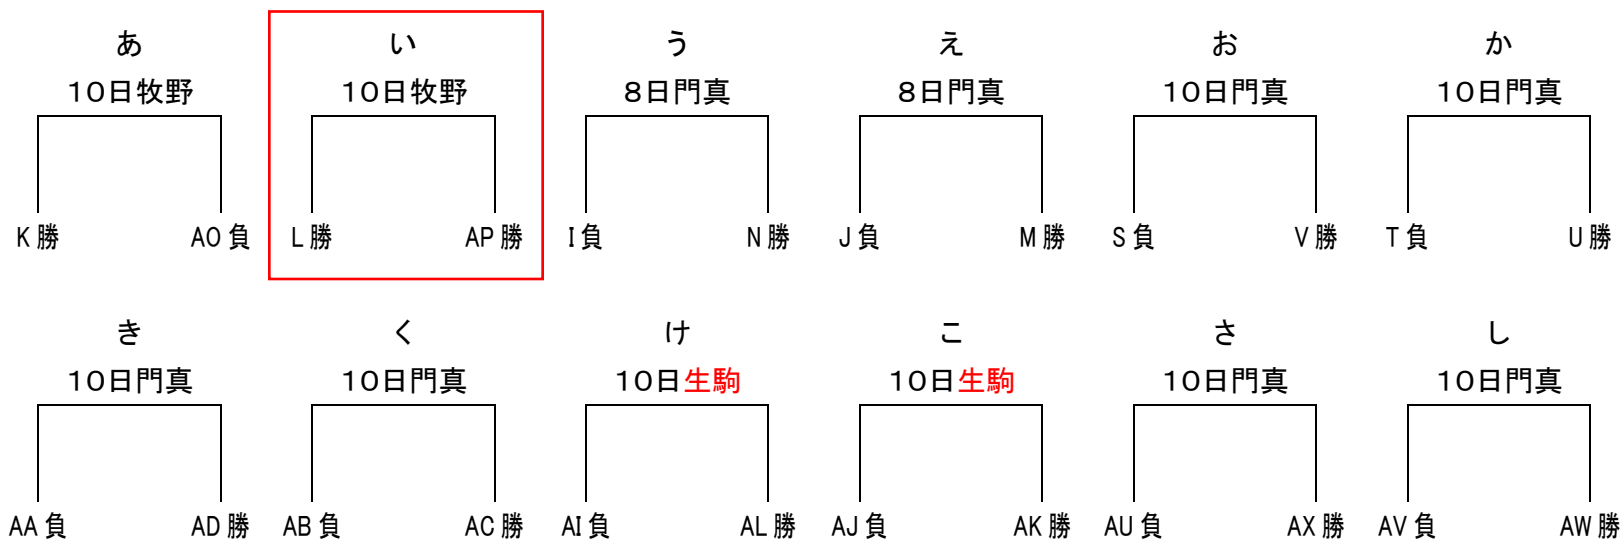 あ い う え お か
10日牧野 10日牧野 8日門真 8日門真 10日門真 10日門真
K 勝 AO 負 L 勝 AP 勝 I 負 N 勝 J 負 M 勝 S 負 V 勝 T 負 U 勝
き く け こ さ し
10日門真 10日門真 10日生駒 10日生駒 10日門真 10日門真
AA 負 AD 勝 AB 負 AC 勝 AI 負 AL 勝 AJ 負 AK 勝 AU 負 AX 勝 AV 負 AW 勝